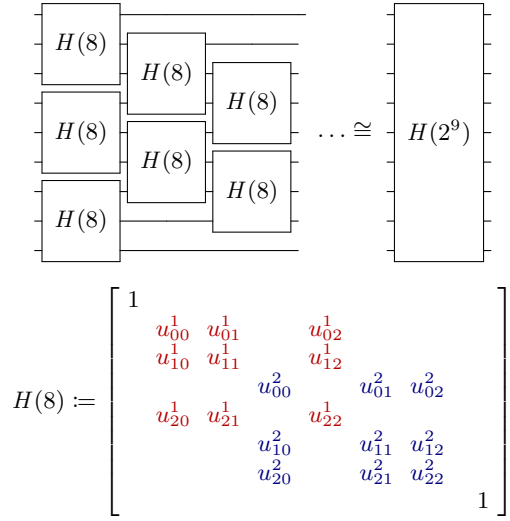 H(8)
H(8)
H(8)
H(8) … ≅ H(2⁹)
H(8)
H(8)
H(8)
H(8) := [ 1
u¹₀₀ u¹₀₁ u¹₀₂
u¹₁₀ u¹₁₁ u¹₁₂
u²₀₀ u²₀₁ u²₀₂
u¹₂₀ u¹₂₁ u¹₂₂
u²₁₀ u²₁₁ u²₁₂
u²₂₀ u²₂₁ u²₂₂
1 ]